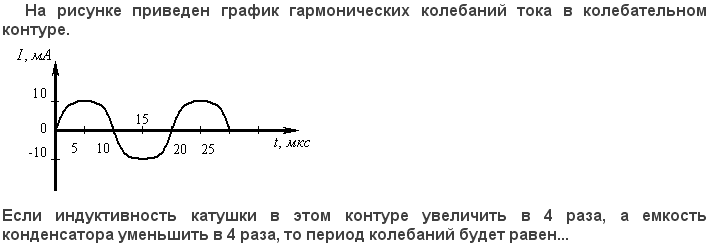 На рисунке приведен график гармонических колебаний тока в колебательном
контуре.
I, мА
10
15
0
5 10 20 25
t, мкс
-10
Если индуктивность катушки в этом контуре увеличить в 4 раза, а емкость
конденсатора уменьшить в 4 раза, то период колебаний будет равен...